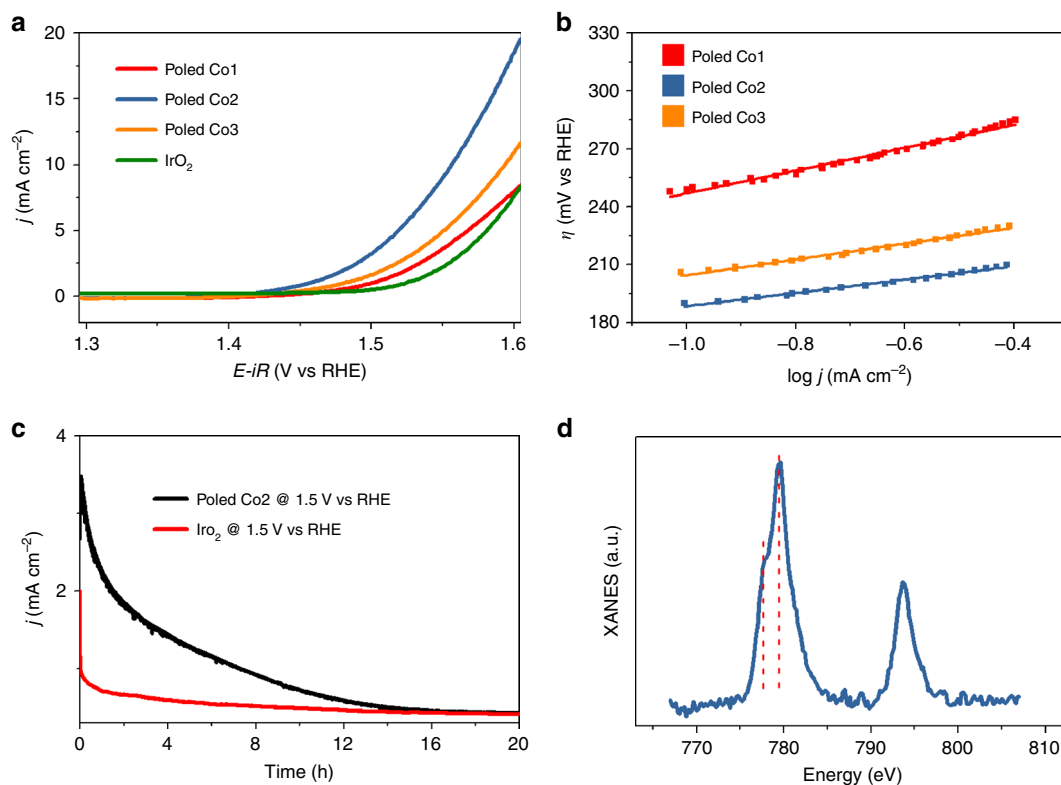 a
j (mA cm⁻²)
20
15
10
5
0
Poled Co1
Poled Co2
Poled Co3
IrO₂
1.3 1.4 1.5 1.6
E-iR (V vs RHE)
b
η (mV vs RHE)
330
300
270
240
210
180
Poled Co1
Poled Co2
Poled Co3
−1.0 −0.8 −0.6 −0.4
log j (mA cm⁻²)
c
j (mA cm⁻²)
4
2
Poled Co2 @ 1.5 V vs RHE
Iro₂ @ 1.5 V vs RHE
0 4 8 12 16 20
Time (h)
d
XANES (a.u.)
770 780 790 800 810
Energy (eV)